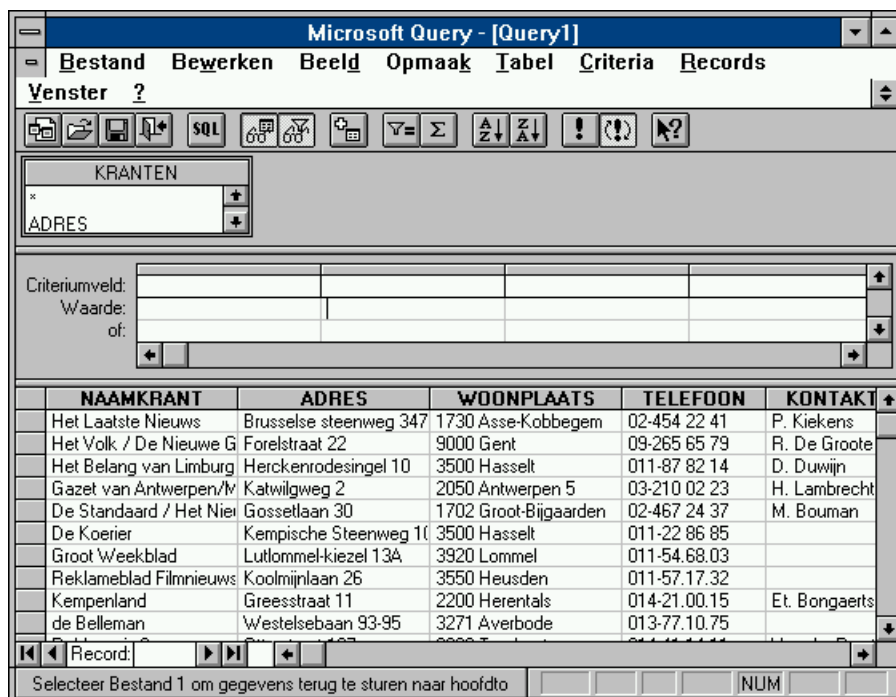 Microsoft Query - [Query1]
Bestand Bewerken Beeld Opmaak Tabel Criteria Records
Venster ?
SQL
KRANTEN
*
ADRES
Criteriumveld:
Waarde:
of:
NAAMKRANT ADRES WOONPLAATS TELEFOON KONTAKT
Het Laatste Nieuws Brusselse steenweg 347 1730 Asse-Kobbegem 02-454 22 41 P. Kiekens
Het Volk / De Nieuwe G Forelstraat 22 9000 Gent 09-265 65 79 R. De Groote
Het Belang van Limburg Herckenrodesingel 10 3500 Hasselt 011-87 82 14 D. Duwijn
Gazet van Antwerpen/M Katwilgweg 2 2050 Antwerpen 5 03-210 02 23 H. Lambrecht
De Standaard / Het Nieu Gossetlaan 30 1702 Groot-Bijgaarden 02-467 24 37 M. Bouman
De Koerier Kempische Steenweg 10 3500 Hasselt 011-22 86 85
Groot Weekblad Lutlommel-kiezel 13A 3920 Lommel 011-54.68.03
Reklameblad Filmnieuws Koolmijnlaan 26 3550 Heusden 011-57.17.32
Kempenland Greesstraat 11 2200 Herentals 014-21.00.15 Et. Bongaerts
de Belleman Westelsebaan 93-95 3271 Averbode 013-77.10.75
Record:
Selecteer Bestand 1 om gegevens terug te sturen naar hoofdto NUM